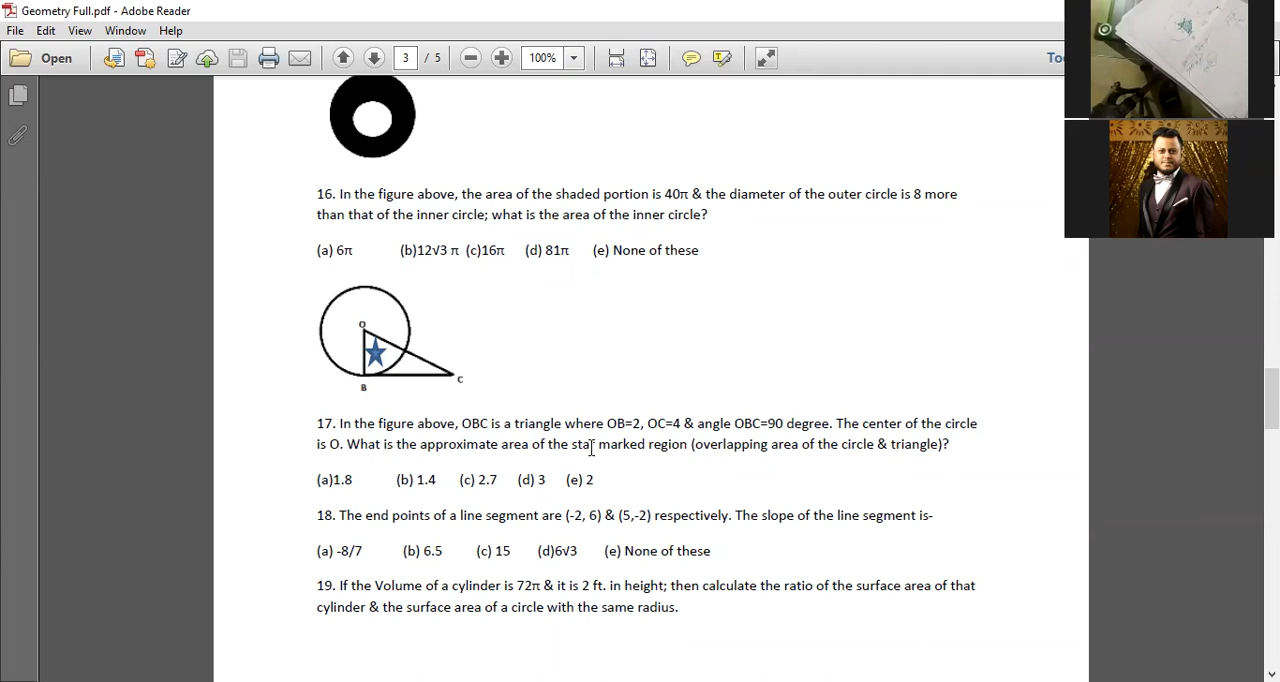 Geometry Full.pdf - Adobe Reader
File Edit View Window Help
Open 3 / 5 100% To
16. In the figure above, the area of the shaded portion is 40π & the diameter of the outer circle is 8 more
than that of the inner circle; what is the area of the inner circle?
(a) 6π (b)12√3 π (c)16π (d) 81π (e) None of these
O
B
C
17. In the figure above, OBC is a triangle where OB=2, OC=4 & angle OBC=90 degree. The center of the circle
is O. What is the approximate area of the star marked region (overlapping area of the circle & triangle)?
(a)1.8 (b) 1.4 (c) 2.7 (d) 3 (e) 2
18. The end points of a line segment are (-2, 6) & (5,-2) respectively. The slope of the line segment is-
(a) -8/7 (b) 6.5 (c) 15 (d)6√3 (e) None of these
19. If the Volume of a cylinder is 72π & it is 2 ft. in height; then calculate the ratio of the surface area of that
cylinder & the surface area of a circle with the same radius.